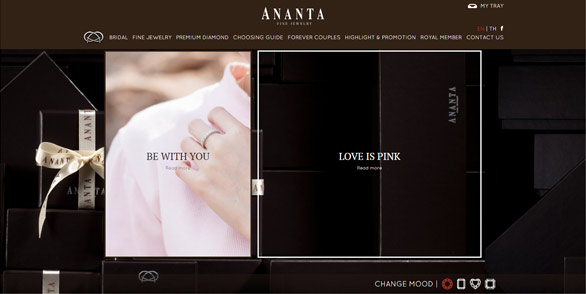 ANANTA
FINE JEWELRY
MY TRAY
EN | TH
BRIDAL FINE JEWELRY PREMIUM DIAMOND CHOOSING GUIDE FOREVER COUPLES HIGHLIGHT & PROMOTION ROYAL MEMBER CONTACT US
ANANTA
ANANTA
ANANTA
BE WITH YOU
Read more
LOVE IS PINK
Read more
CHANGE MOOD |